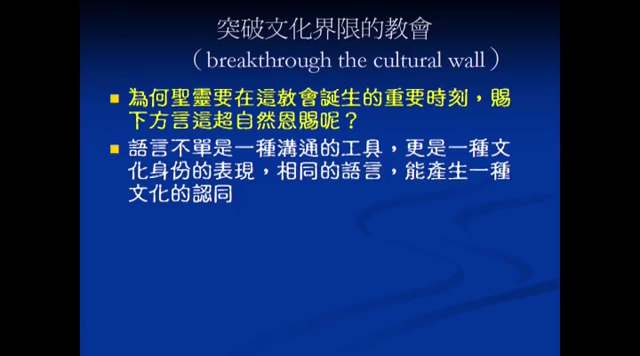 突破文化界限的教會
（breakthrough the cultural wall）
為何聖靈要在這教會誕生的重要時刻，賜
下方言這超自然恩賜呢？
語言不單是一種溝通的工具，更是一種文
化身份的表現，相同的語言，能產生一種
文化的認同